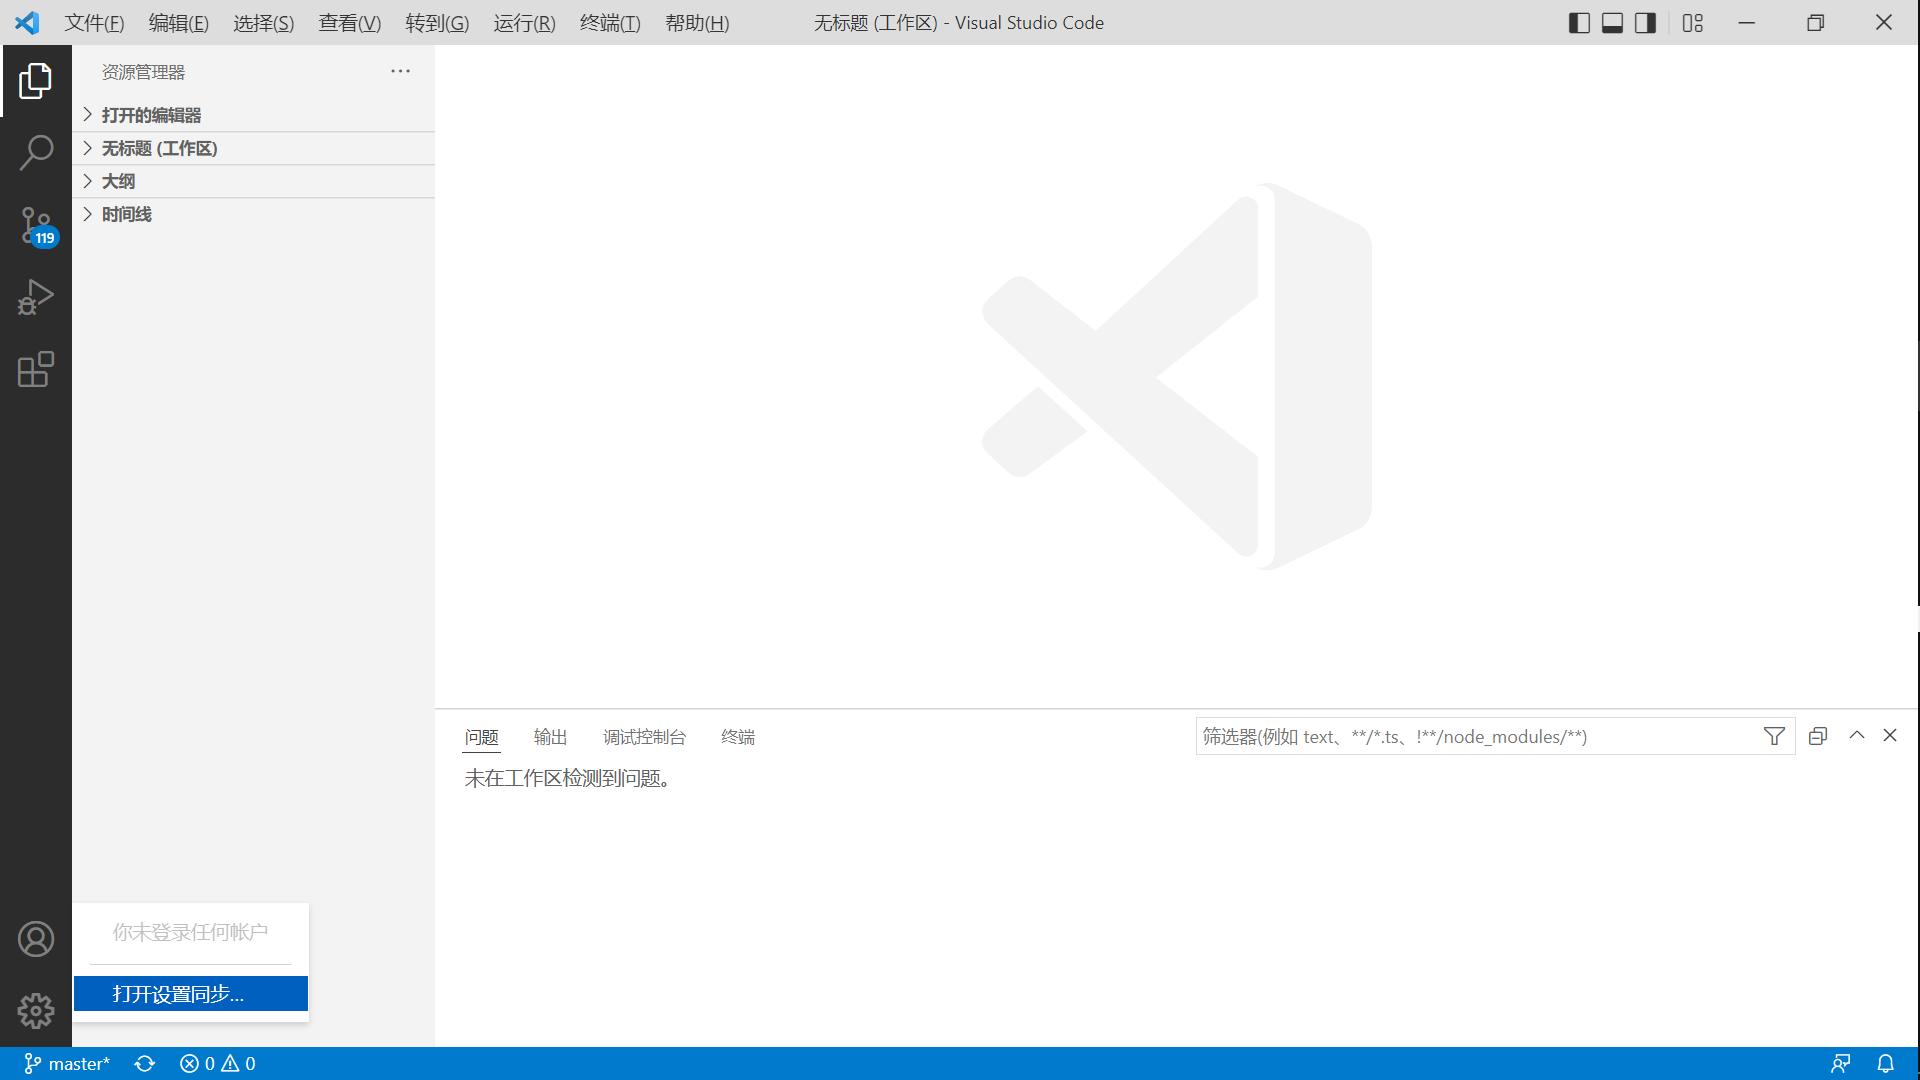 文件(F) 编辑(E) 选择(S) 查看(V) 转到(G) 运行(R) 终端(T) 帮助(H) 无标题 (工作区) - Visual Studio Code
资源管理器
打开的编辑器
无标题 (工作区)
大纲
时间线
119
问题 输出 调试控制台 终端 筛选器(例如 text、**/*.ts、!**/node_modules/**)
未在工作区检测到问题。
你未登录任何帐户
打开设置同步...
master* 0 0